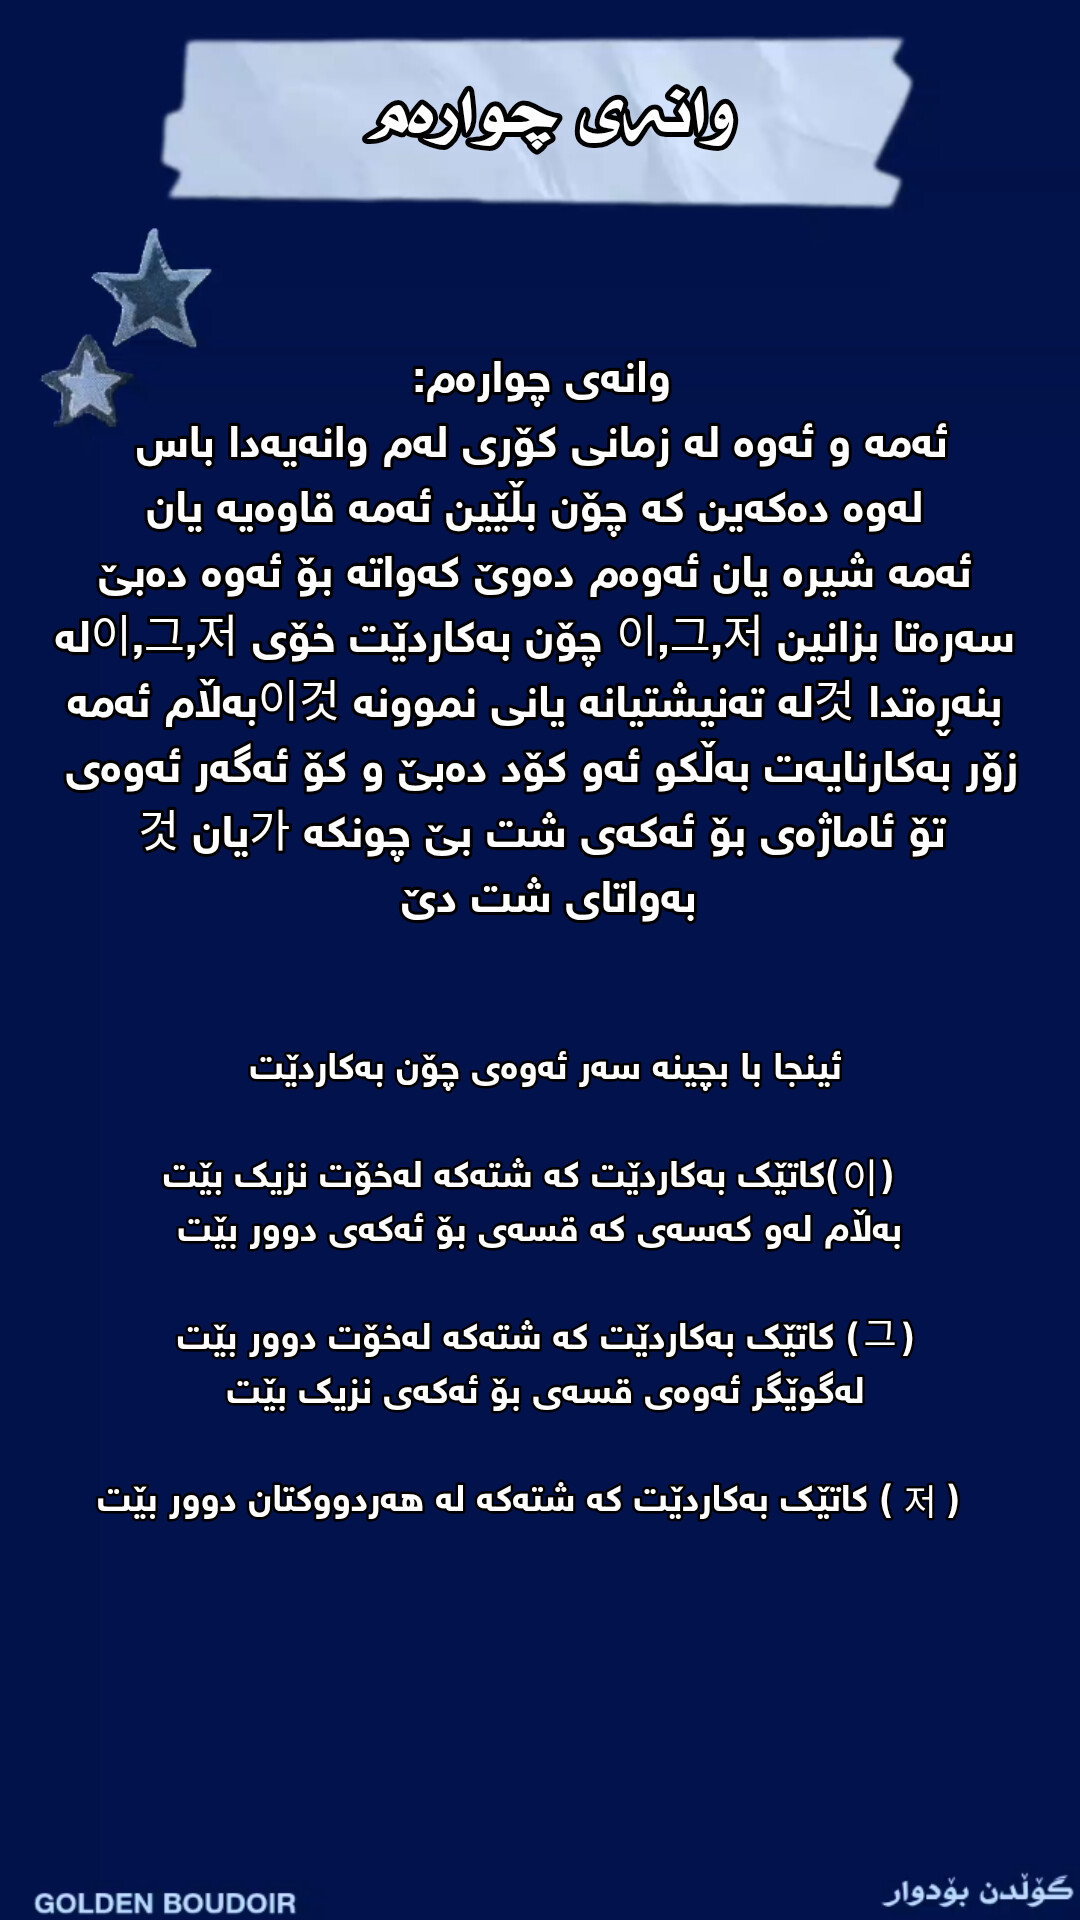 وانەی چوارەم
وانەی چوارەم:
ئەمە و ئەوە لە زمانی کۆری لەم وانەیەدا باس
لەوە دەکەین کە چۆن بڵێین ئەمە قاوەیە یان
ئەمە شیرە یان ئەوەم دەوێ کەواتە بۆ ئەوە دەبێ
سەرەتا بزانین 이,그,저 چۆن بەکاردێت خۆی 이,그,저لە
بنەڕەتدا 것لە تەنیشتیانە یانی نموونە 이것بەڵام ئەمە
زۆر بەکارنایەت بەڵکو ئەو کۆد دەبێ و کۆ ئەگەر ئەوەی
تۆ ئاماژەی بۆ ئەکەی شت بێ چونکە 가یان 것
بەواتای شت دێ
ئینجا با بچینە سەر ئەوەی چۆن بەکاردێت
(이)کاتێک بەکاردێت کە شتەکە لەخۆت نزیک بێت
بەڵام لەو کەسەی کە قسەی بۆ ئەکەی دوور بێت
(그) کاتێک بەکاردێت کە شتەکە لەخۆت دوور بێت
لەگوێگر ئەوەی قسەی بۆ ئەکەی نزیک بێت
( 저 ) کاتێک بەکاردێت کە شتەکە لە هەردووکتان دوور بێت
گۆڵدن بۆدوار
GOLDEN BOUDOIR